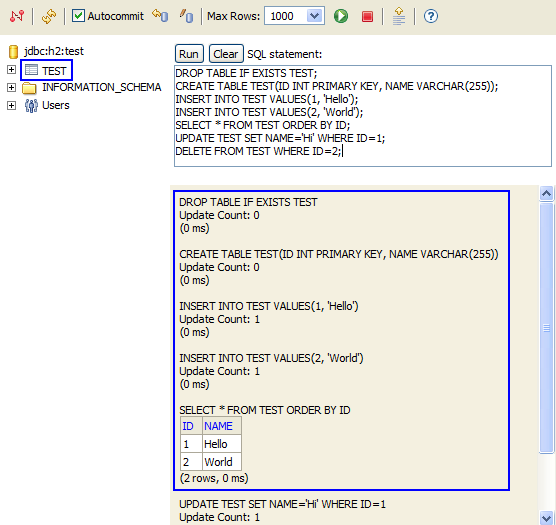 Autocommit Max Rows: 1000
jdbc:h2:test
TEST
INFORMATION_SCHEMA
Users
Run Clear SQL statement:
DROP TABLE IF EXISTS TEST;
CREATE TABLE TEST(ID INT PRIMARY KEY, NAME VARCHAR(255));
INSERT INTO TEST VALUES(1, 'Hello');
INSERT INTO TEST VALUES(2, 'World');
SELECT * FROM TEST ORDER BY ID;
UPDATE TEST SET NAME='Hi' WHERE ID=1;
DELETE FROM TEST WHERE ID=2;
DROP TABLE IF EXISTS TEST
Update Count: 0
(0 ms)
CREATE TABLE TEST(ID INT PRIMARY KEY, NAME VARCHAR(255))
Update Count: 0
(0 ms)
INSERT INTO TEST VALUES(1, 'Hello')
Update Count: 1
(0 ms)
INSERT INTO TEST VALUES(2, 'World')
Update Count: 1
(0 ms)
SELECT * FROM TEST ORDER BY ID
ID NAME
1 Hello
2 World
(2 rows, 0 ms)
UPDATE TEST SET NAME='Hi' WHERE ID=1
Update Count: 1